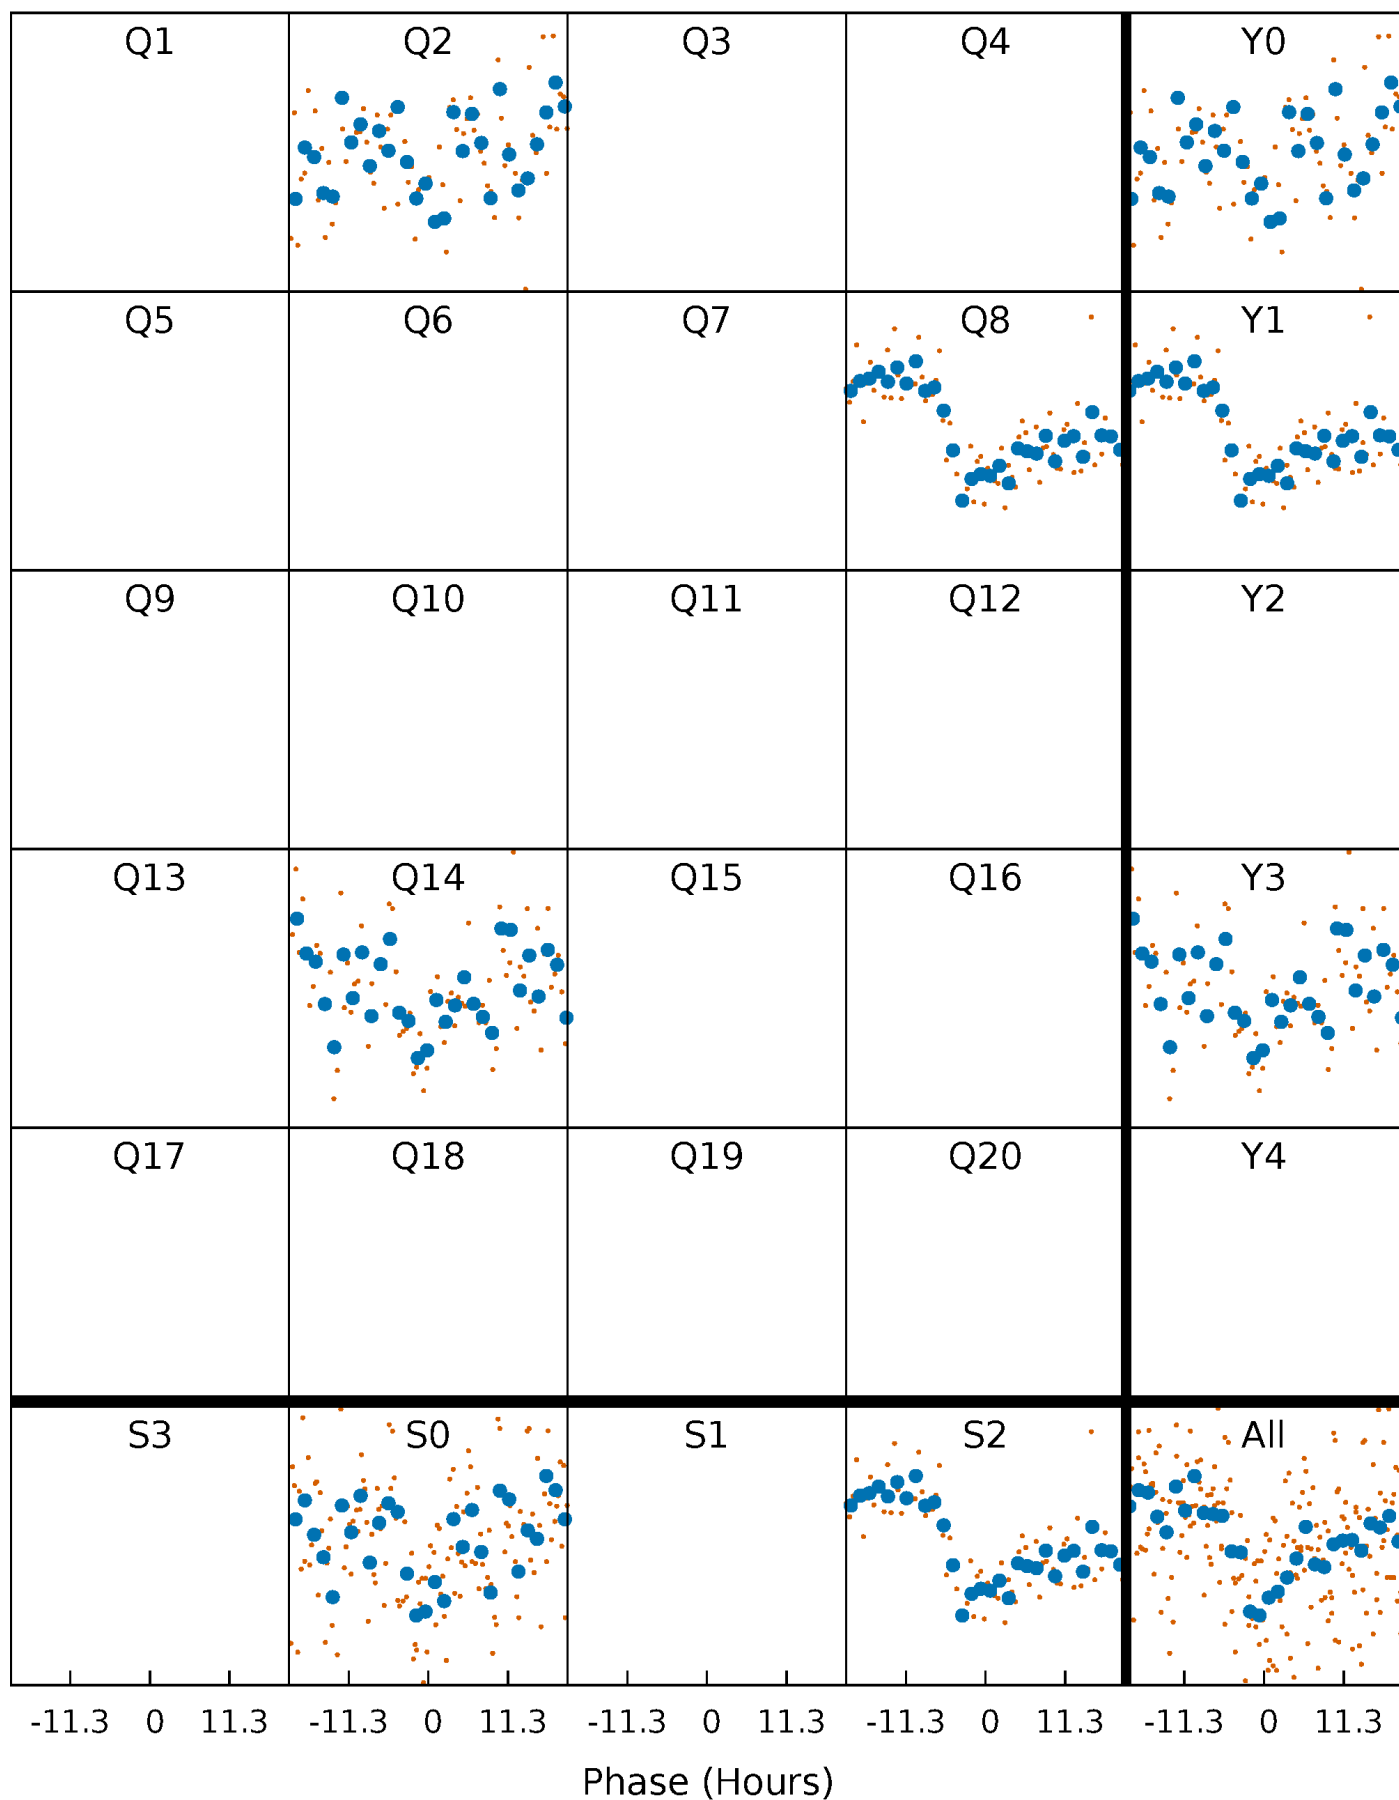 Q1 Q2 Q3 Q4 Y0
Q5 Q6 Q7 Q8 Y1
Q9 Q10 Q11 Q12 Y2
Q13 Q14 Q15 Q16 Y3
Q17 Q18 Q19 Q20 Y4
S3 S0 S1 S2 All
-11.3 0 11.3 -11.3 0 11.3 -11.3 0 11.3 -11.3 0 11.3 -11.3 0 11.3
Phase (Hours)